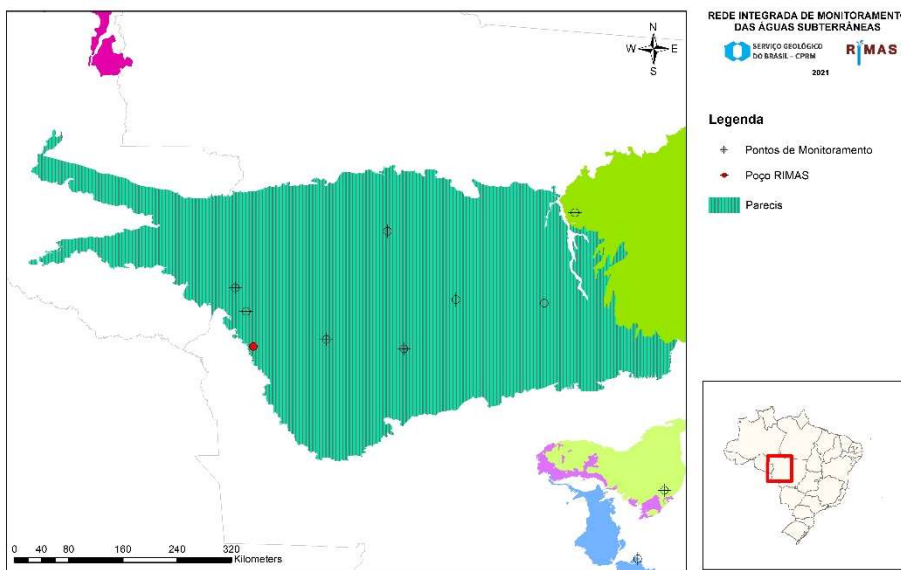 REDE INTEGRADA DE MONITORAMENTO
DAS ÁGUAS SUBTERRÂNEAS
SERVIÇO GEOLÓGICO
DO BRASIL – CPRM
RIMAS
2021
N
W E
S
Legenda
Pontos de Monitoramento
Poço RIMAS
Parecis
0 40 80 160 240 320
Kilometers